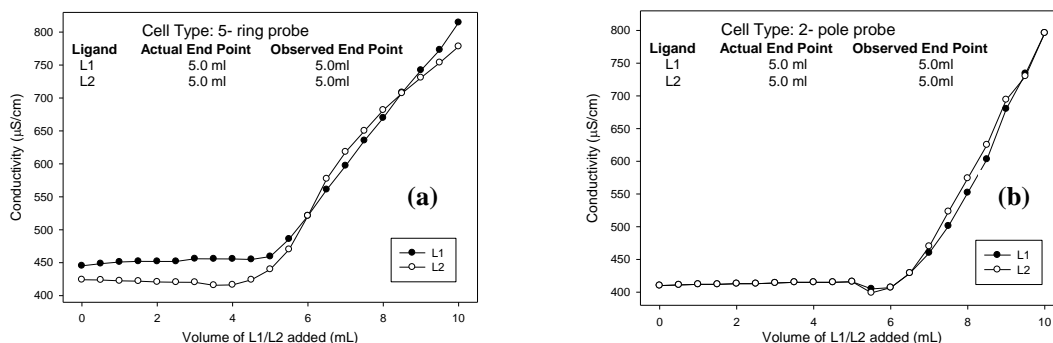 Cell Type: 5- ring probe
Ligand Actual End Point Observed End Point
L1 5.0 ml 5.0ml
L2 5.0 ml 5.0ml
Conductivity (µS/cm)
800
750
700
650
600
550
500
450
400
(a)
L1
L2
0 2 4 6 8 10
Volume of L1/L2 added (mL)
Cell Type: 2- pole probe
Ligand Actual End Point Observed End Point
L1 5.0 ml 5.0ml
L2 5.0 ml 5.0ml
Conductivity (µS/cm)
800
750
700
650
600
550
500
450
400
(b)
L1
L2
0 2 4 6 8 10
Volume of L1/L2 added (mL)